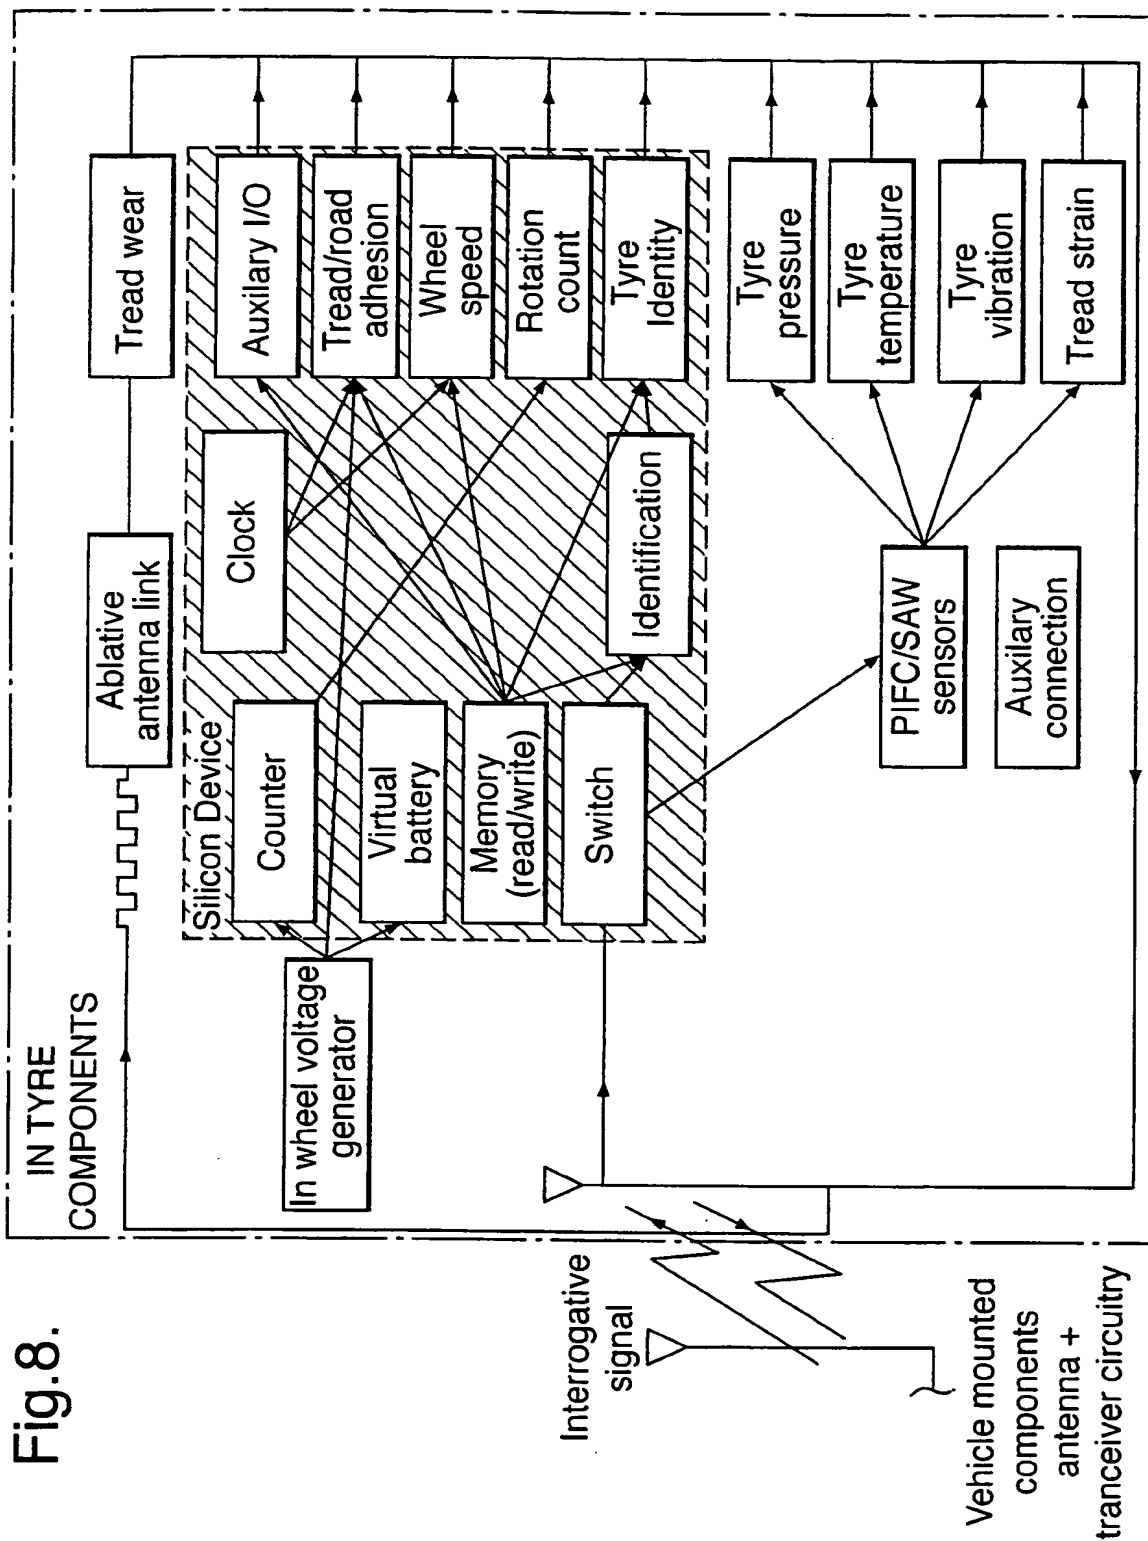 Fig.8.
IN TYRE
COMPONENTS
Ablative
antenna link
Tread wear
Silicon Device
Counter
Clock
Auxilary I/O
Tread/road
adhesion
In wheel voltage
generator
Virtual
battery
Wheel
speed
Memory
(read/write)
Rotation
count
Switch
Identification
Tyre
Identity
Interrogative
signal
Tyre
pressure
PIFC/SAW
sensors
Tyre
temperature
Auxilary
connection
Tyre
vibration
Tread strain
Vehicle mounted
components
antenna +
tranceiver circuitry